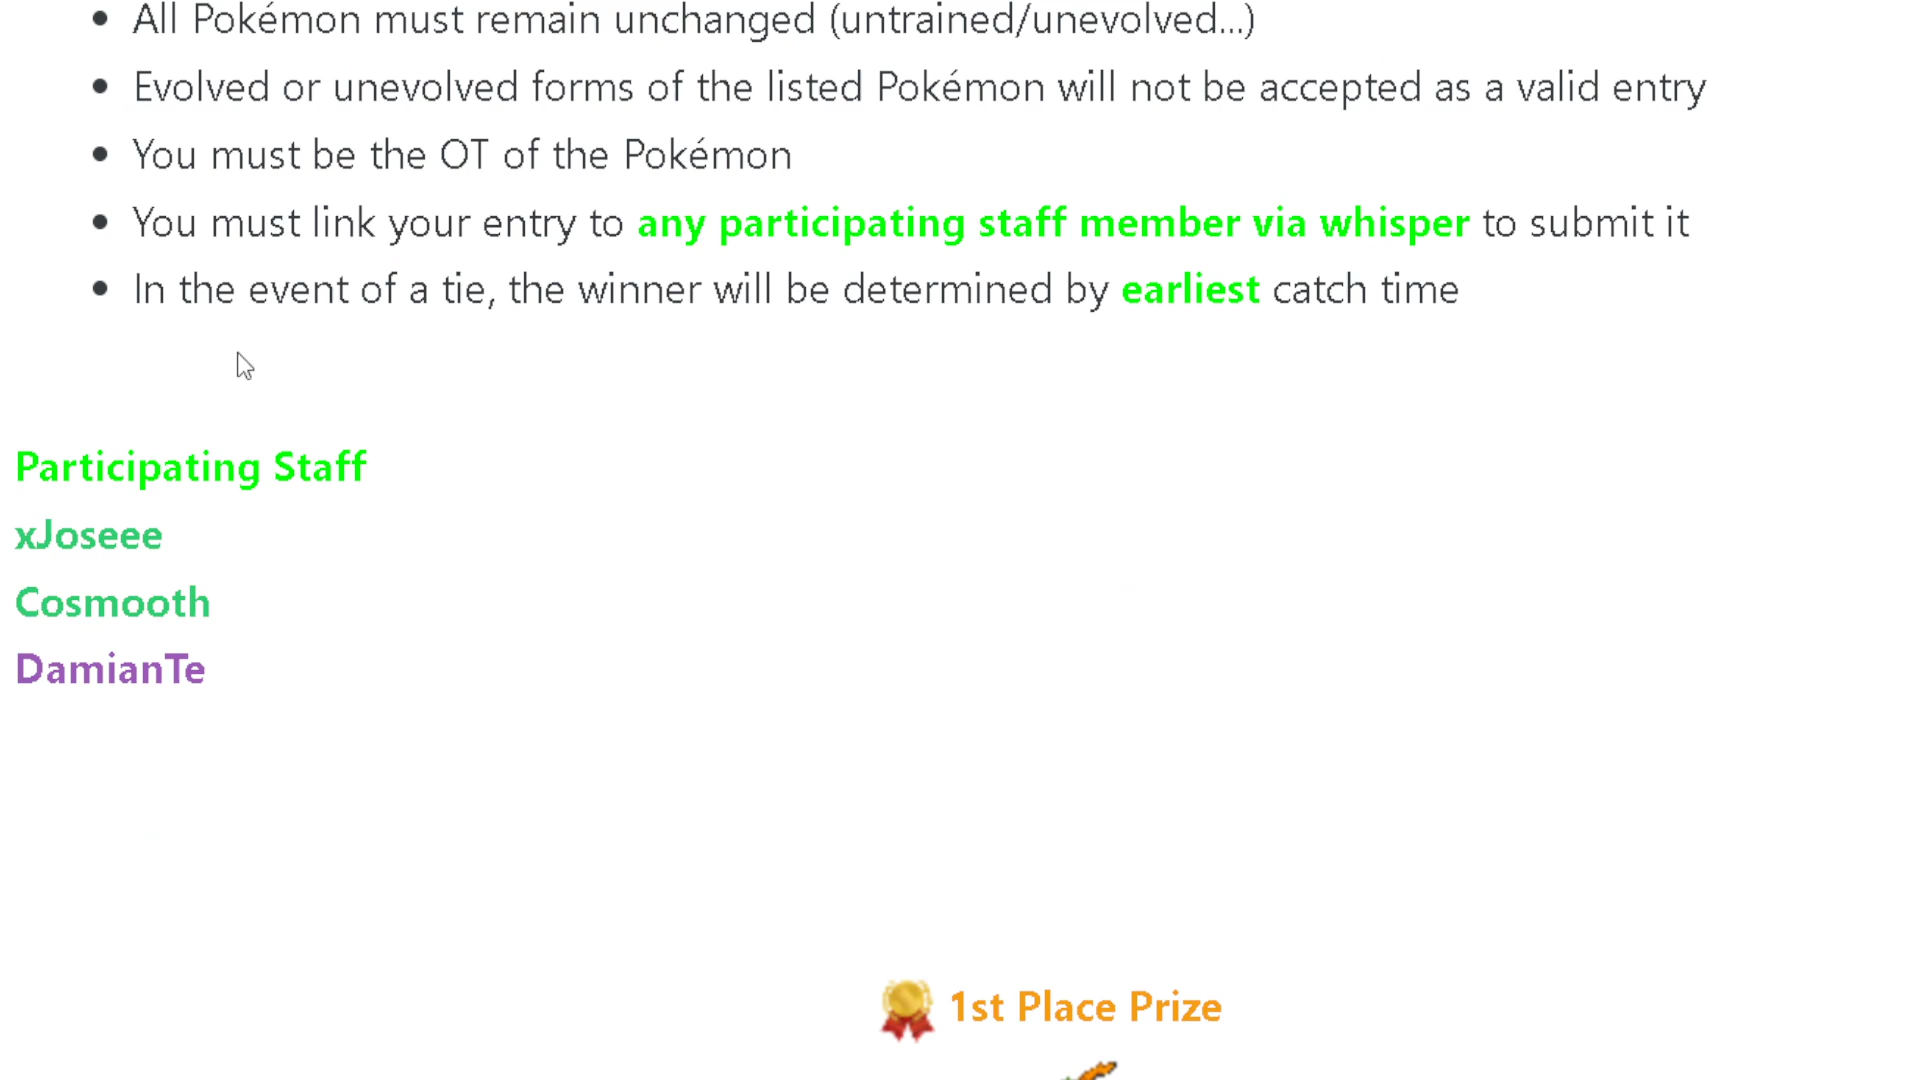 All Pokémon must remain unchanged (untrained/unevolved...)
Evolved or unevolved forms of the listed Pokémon will not be accepted as a valid entry
You must be the OT of the Pokémon
You must link your entry to any participating staff member via whisper to submit it
In the event of a tie, the winner will be determined by earliest catch time
Participating Staff
xJoseee
Cosmooth
DamianTe
1st Place Prize